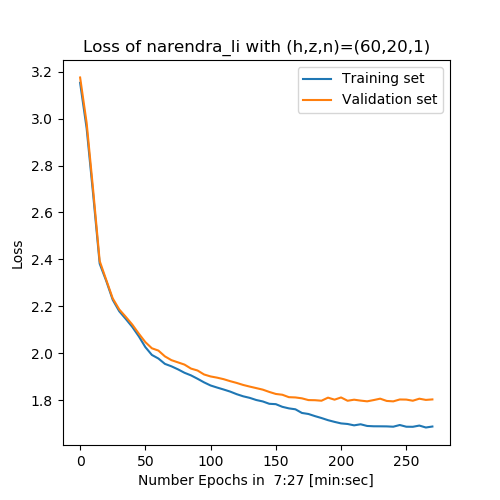 Loss of narendra_li with (h,z,n)=(60,20,1)
Training set
Validation set
3.2
3.0
2.8
2.6
2.4
2.2
2.0
1.8
Loss
0 50 100 150 200 250
Number Epochs in  7:27 [min:sec]